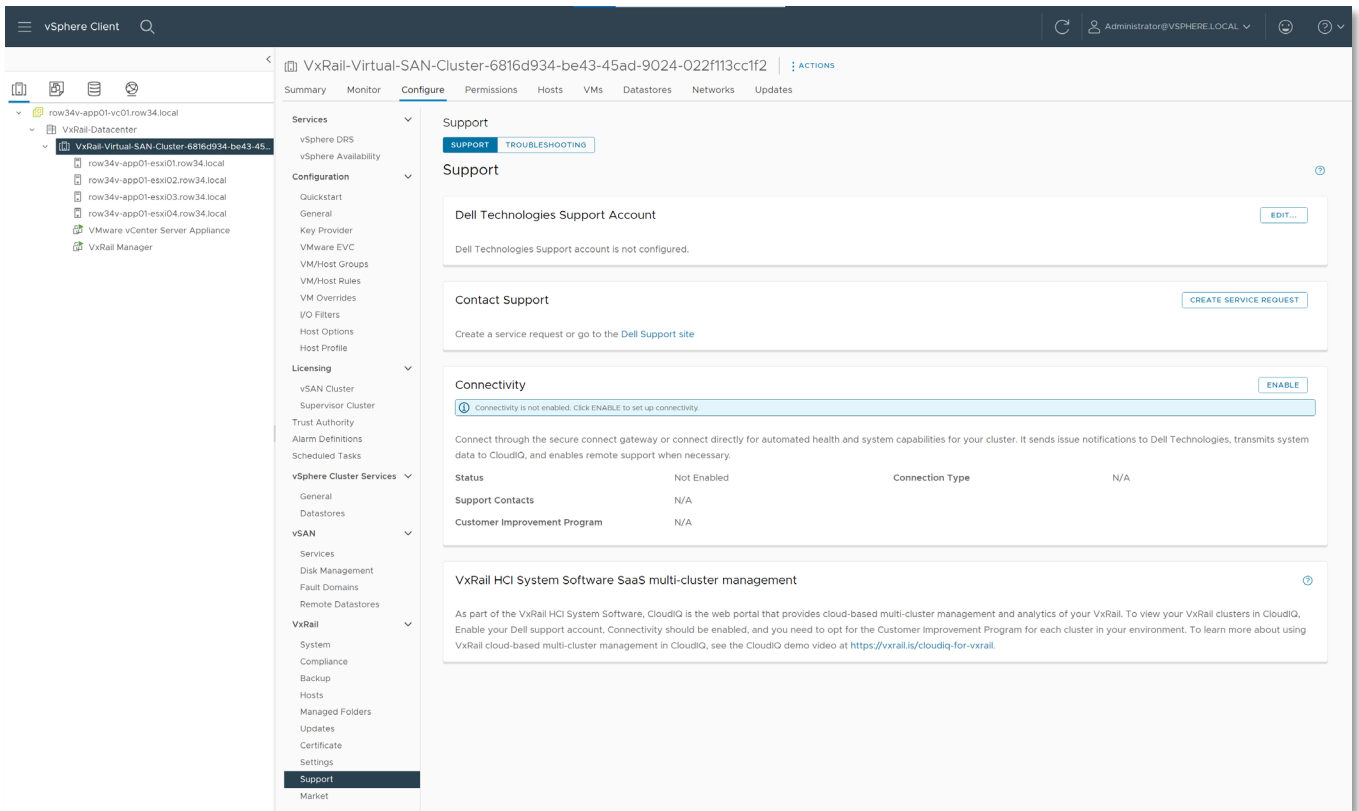 vSphere Client
Administrator@VSPHERE.LOCAL
row34v-app01-vc01.row34.local
VxRail-Datacenter
VxRail-Virtual-SAN-Cluster-6816d934-be43-45...
row34v-app01-esxi01.row34.local
row34v-app01-esxi02.row34.local
row34v-app01-esxi03.row34.local
row34v-app01-esxi04.row34.local
VMware vCenter Server Appliance
VxRail Manager
VxRail-Virtual-SAN-Cluster-6816d934-be43-45ad-9024-022f113cc1f2
ACTIONS
Summary Monitor Configure Permissions Hosts VMs Datastores Networks Updates
Services
vSphere DRS
vSphere Availability
Configuration
Quickstart
General
Key Provider
VMware EVC
VM/Host Groups
VM/Host Rules
VM Overrides
I/O Filters
Host Options
Host Profile
Licensing
vSAN Cluster
Supervisor Cluster
Trust Authority
Alarm Definitions
Scheduled Tasks
vSphere Cluster Services
General
Datastores
vSAN
Services
Disk Management
Fault Domains
Remote Datastores
VxRail
System
Compliance
Backup
Hosts
Managed Folders
Updates
Certificate
Settings
Support
Market
Support
SUPPORT TROUBLESHOOTING
Support
Dell Technologies Support Account
EDIT...
Dell Technologies Support account is not configured.
Contact Support
CREATE SERVICE REQUEST
Create a service request or go to the Dell Support site
Connectivity
ENABLE
Connectivity is not enabled. Click ENABLE to set up connectivity.
Connect through the secure connect gateway or connect directly for automated health and system capabilities for your cluster. It sends issue notifications to Dell Technologies, transmits system
data to CloudIQ, and enables remote support when necessary.
Status Not Enabled Connection Type N/A
Support Contacts N/A
Customer Improvement Program N/A
VxRail HCI System Software SaaS multi-cluster management
As part of the VxRail HCI System Software, CloudIQ is the web portal that provides cloud-based multi-cluster management and analytics of your VxRail. To view your VxRail clusters in CloudIQ,
Enable your Dell support account, Connectivity should be enabled, and you need to opt for the Customer Improvement Program for each cluster in your environment. To learn more about using
VxRail cloud-based multi-cluster management in CloudIQ, see the CloudIQ demo video at https://vxrail.is/cloudiq-for-vxrail.